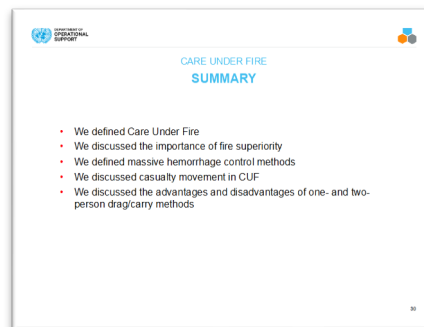 DEPARTMENT OF
OPERATIONAL
SUPPORT
CARE UNDER FIRE
SUMMARY
• We defined Care Under Fire
• We discussed the importance of fire superiority
• We defined massive hemorrhage control methods
• We discussed casualty movement in CUF
• We discussed the advantages and disadvantages of one- and two-
person drag/carry methods